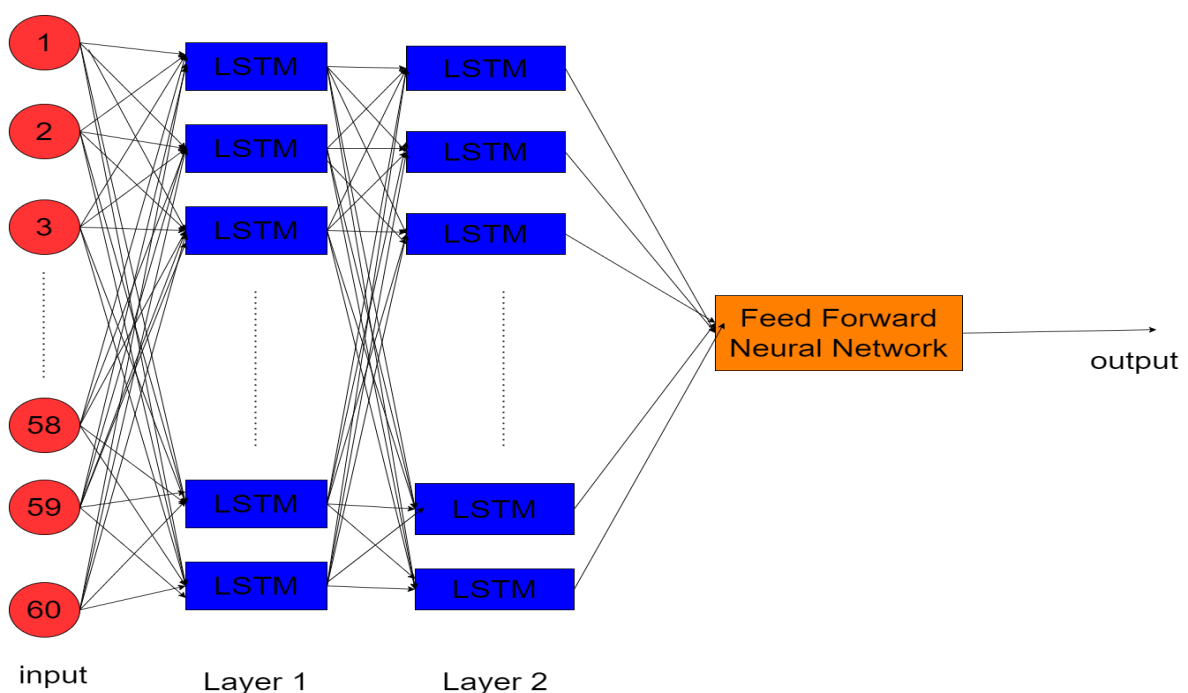 1
LSTM
LSTM
2
LSTM
LSTM
3
LSTM
LSTM
Feed Forward
Neural Network
output
58
59
LSTM
LSTM
60
LSTM
LSTM
input
Layer 1
Layer 2